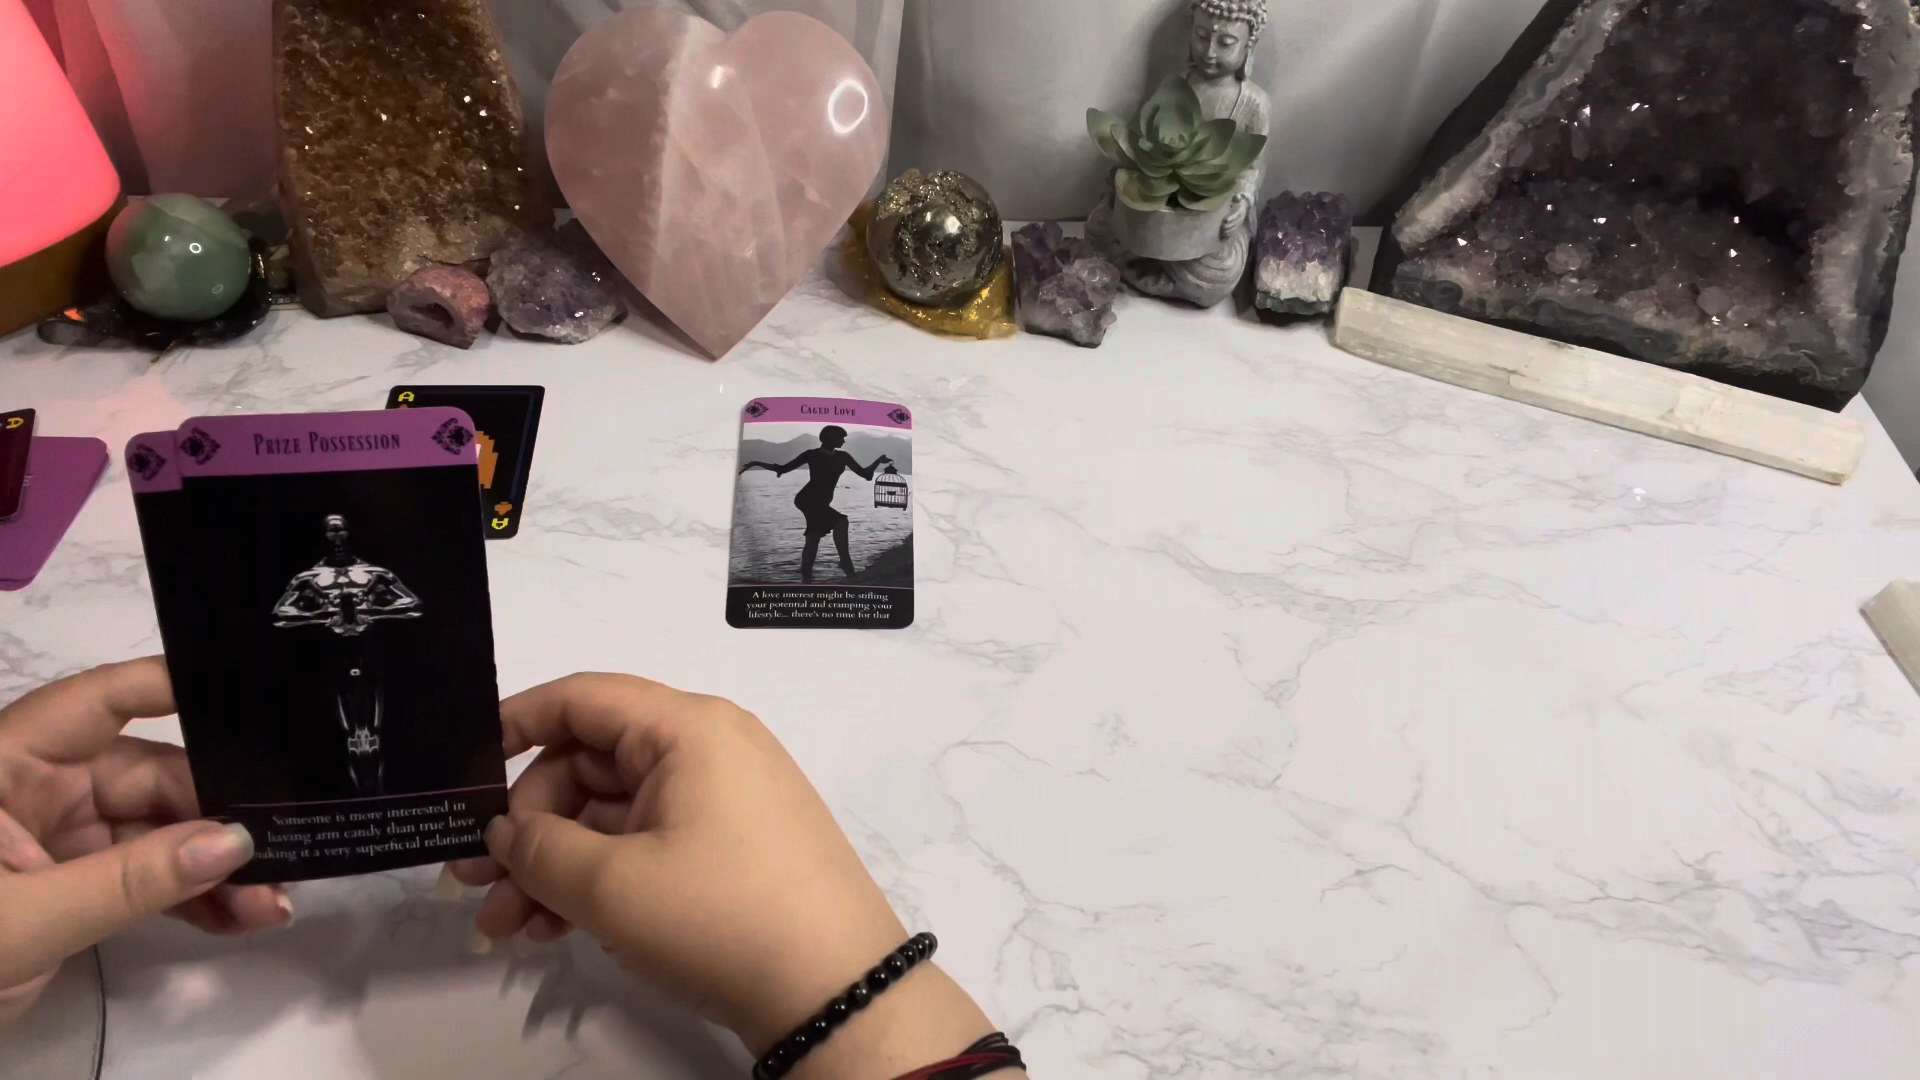 A
A
A
Prize Possession
Someone is more interested in
having arm candy than true love
making it a very superficial
Caged Love
A love interest might be stifling
your potential and cramping your
lifestyle... there's no time for that